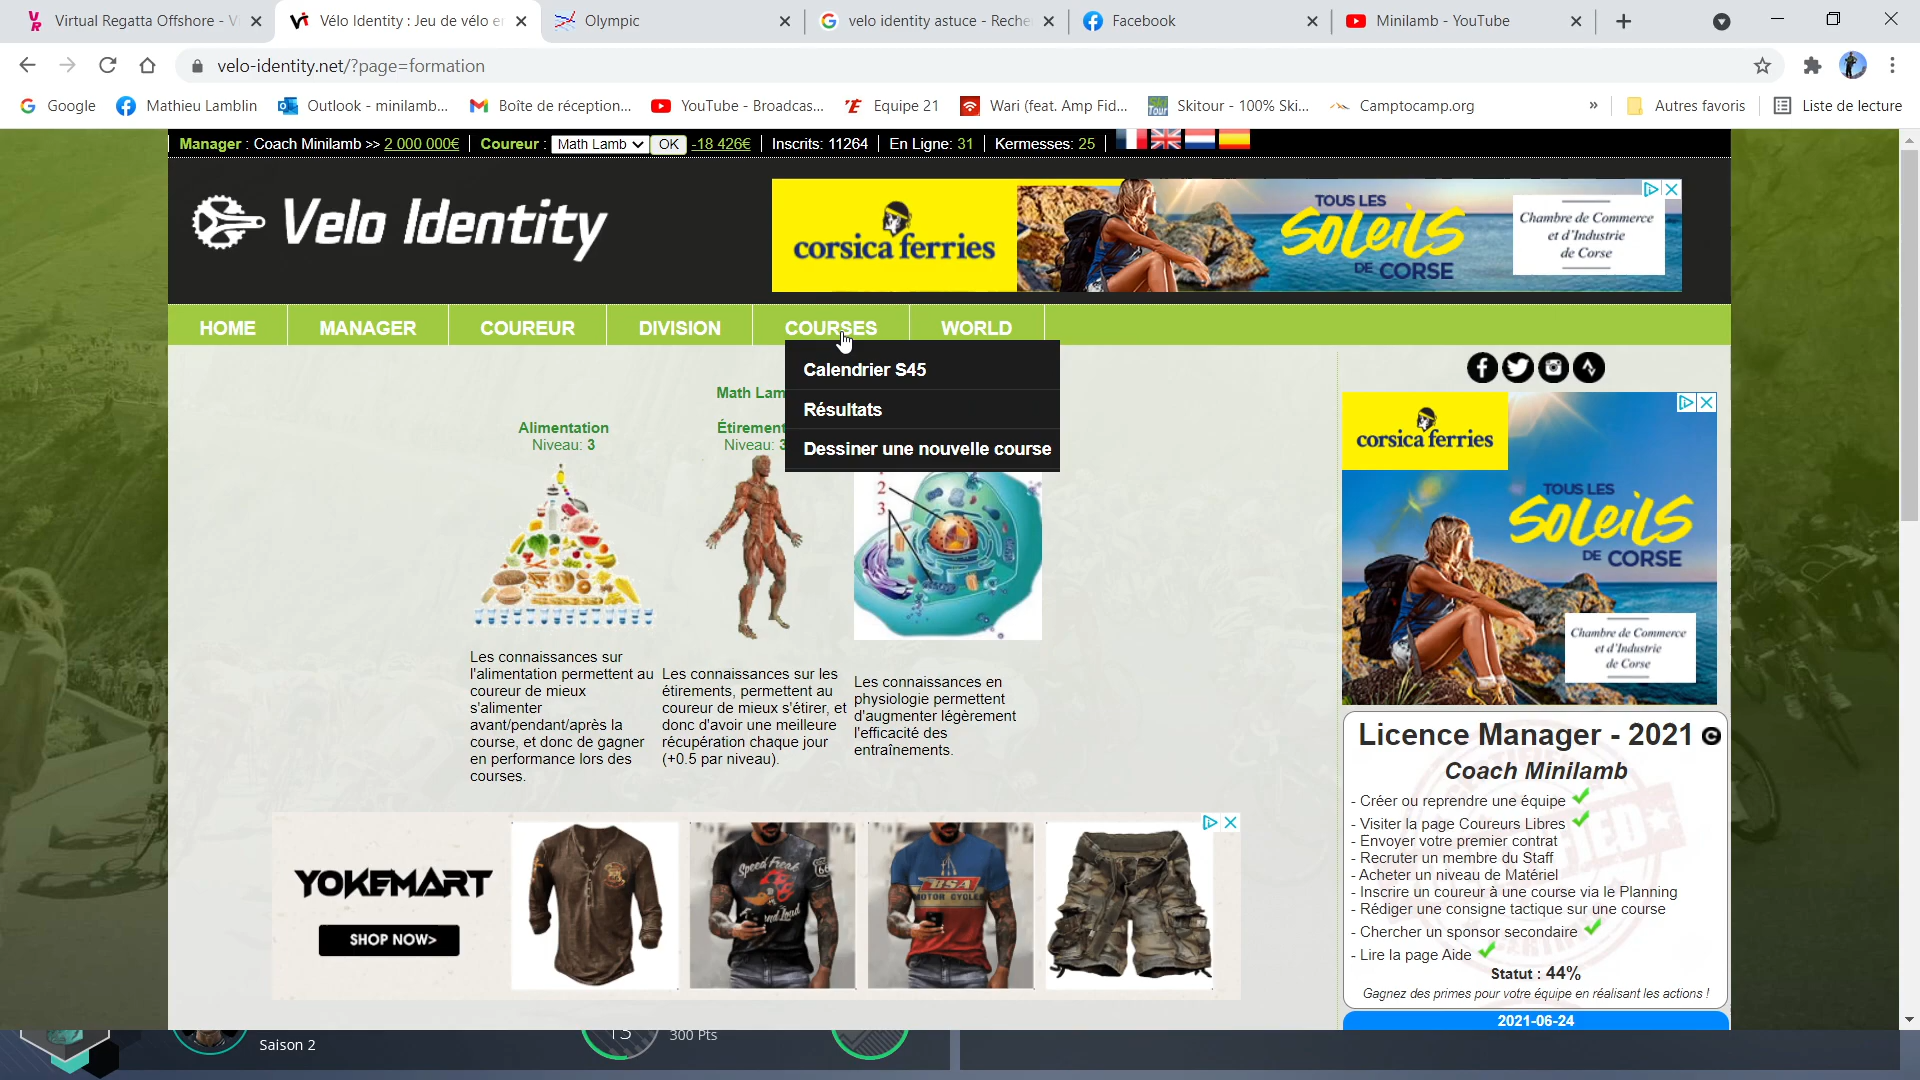 Virtual Regatta Offshore - Vi
Vélo Identity : Jeu de vélo e
Olympic
velo identity astuce - Reche
Facebook
Minilamb - YouTube
velo-identity.net/?page=formation
Google
Mathieu Lamblin
Outlook - minilamb...
Boîte de réception...
YouTube - Broadcas...
Equipe 21
Wari (feat. Amp Fid...
Skitour - 100% Ski...
Camptocamp.org
»
Autres favoris
Liste de lecture
Manager : Coach Minilamb >> 2 000 000€
Coureur : Math Lamb OK -18 426€
Inscrits: 11264
En Ligne: 31
Kermesses: 25
Velo Identity
corsica ferries
TOUS LES
SOLEILS
DE CORSE
Chambre de Commerce
et d'Industrie
de Corse
HOME
MANAGER
COUREUR
DIVISION
COURSES
WORLD
Calendrier S45
Résultats
Dessiner une nouvelle course
Math Lam
Alimentation
Niveau: 3
Étirement
Niveau: 3
2
3
Les connaissances sur
l'alimentation permettent au
coureur de mieux
s'alimenter
avant/pendant/après la
course, et donc de gagner
en performance lors des
courses.
Les connaissances sur les
étirements, permettent au
coureur de mieux s'étirer, et
donc d'avoir une meilleure
récupération chaque jour
(+0.5 par niveau).
Les connaissances en
physiologie permettent
d'augmenter légèrement
l'efficacité des
entraînements.
corsica ferries
TOUS LES
SOLEILS
DE CORSE
Chambre de Commerce
et d'Industrie
de Corse
YOKEMART
SHOP NOW>
Speed Freak
66
BSA
MOTOR CYCLE
Licence Manager - 2021
Coach Minilamb
- Créer ou reprendre une équipe
- Visiter la page Coureurs Libres
- Envoyer votre premier contrat
- Recruter un membre du Staff
- Acheter un niveau de Matériel
- Inscrire un coureur à une course via le Planning
- Rédiger une consigne tactique sur une course
- Chercher un sponsor secondaire
- Lire la page Aide
Statut : 44%
Gagnez des primes pour votre équipe en réalisant les actions !
2021-06-24
Saison 2
300 Pts